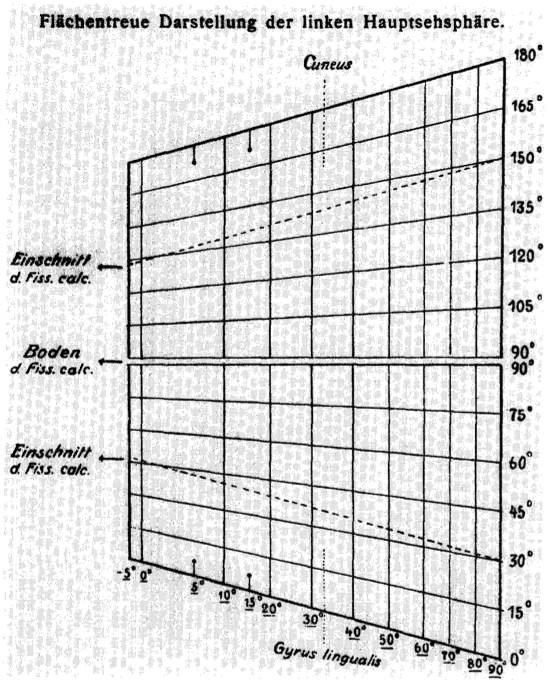 Flächentreue Darstellung der linken Hauptsehsphäre.
Cuneus
180°
165°
150°
135°
120°
105°
90°
Einschnitt
d. Fiss. calc.
Boden
d. Fiss. calc.
90°
75°
60°
45°
30°
15°
0°
Einschnitt
d. Fiss. calc.
-5° 0° 5° 10° 15° 20° 30° 40° 50° 60° 70° 80° 90°
Gyrus lingualis